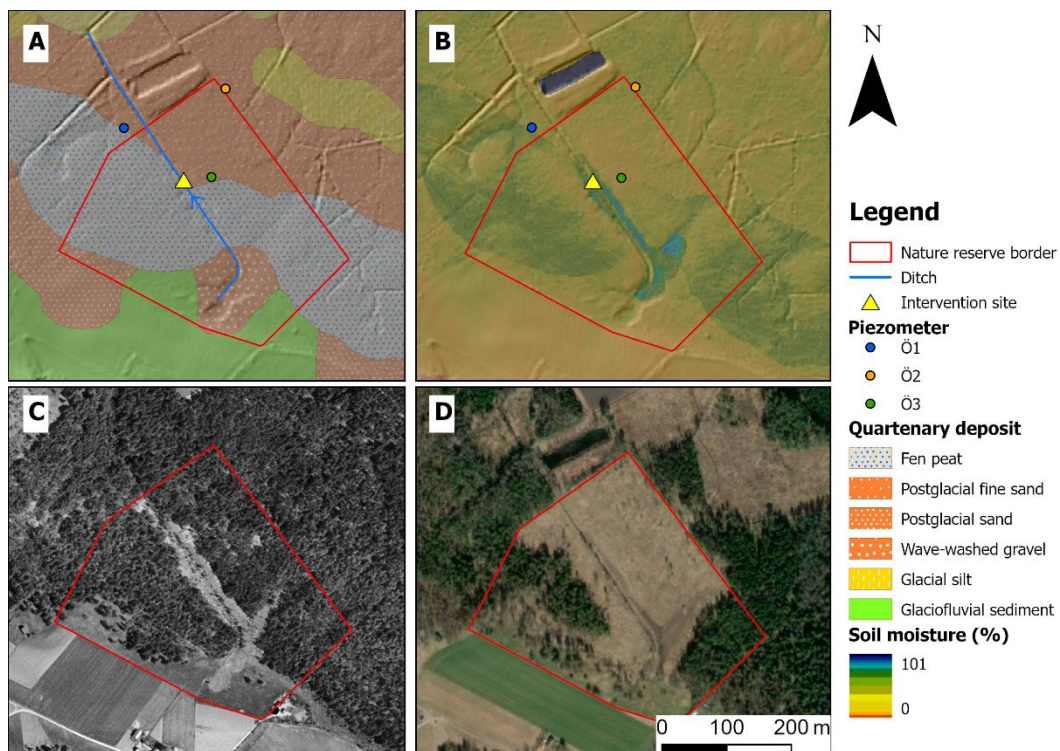 A
B
N
Legend
Nature reserve border
Ditch
Intervention site
Piezometer
Ö1
Ö2
Ö3
Quartenary deposit
Fen peat
Postglacial fine sand
Postglacial sand
Wave-washed gravel
Glacial silt
Glaciofluvial sediment
Soil moisture (%)
101
0
C
D
0 100 200 m